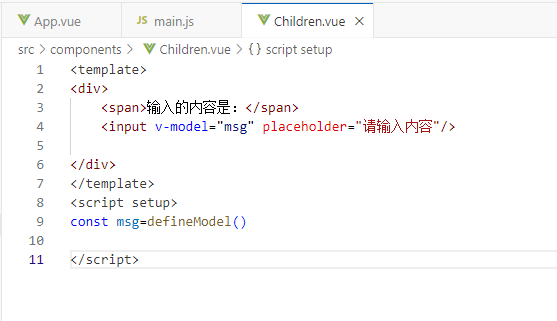 App.vue JS main.js Children.vue ×
src > components > Children.vue > {} script setup
1 <template>
2 <div>
3 <span>输入的内容是：</span>
4 <input v-model="msg" placeholder="请输入内容"/>
5
6 </div>
7 </template>
8 <script setup>
9 const msg=defineModel()
10
11 </script>